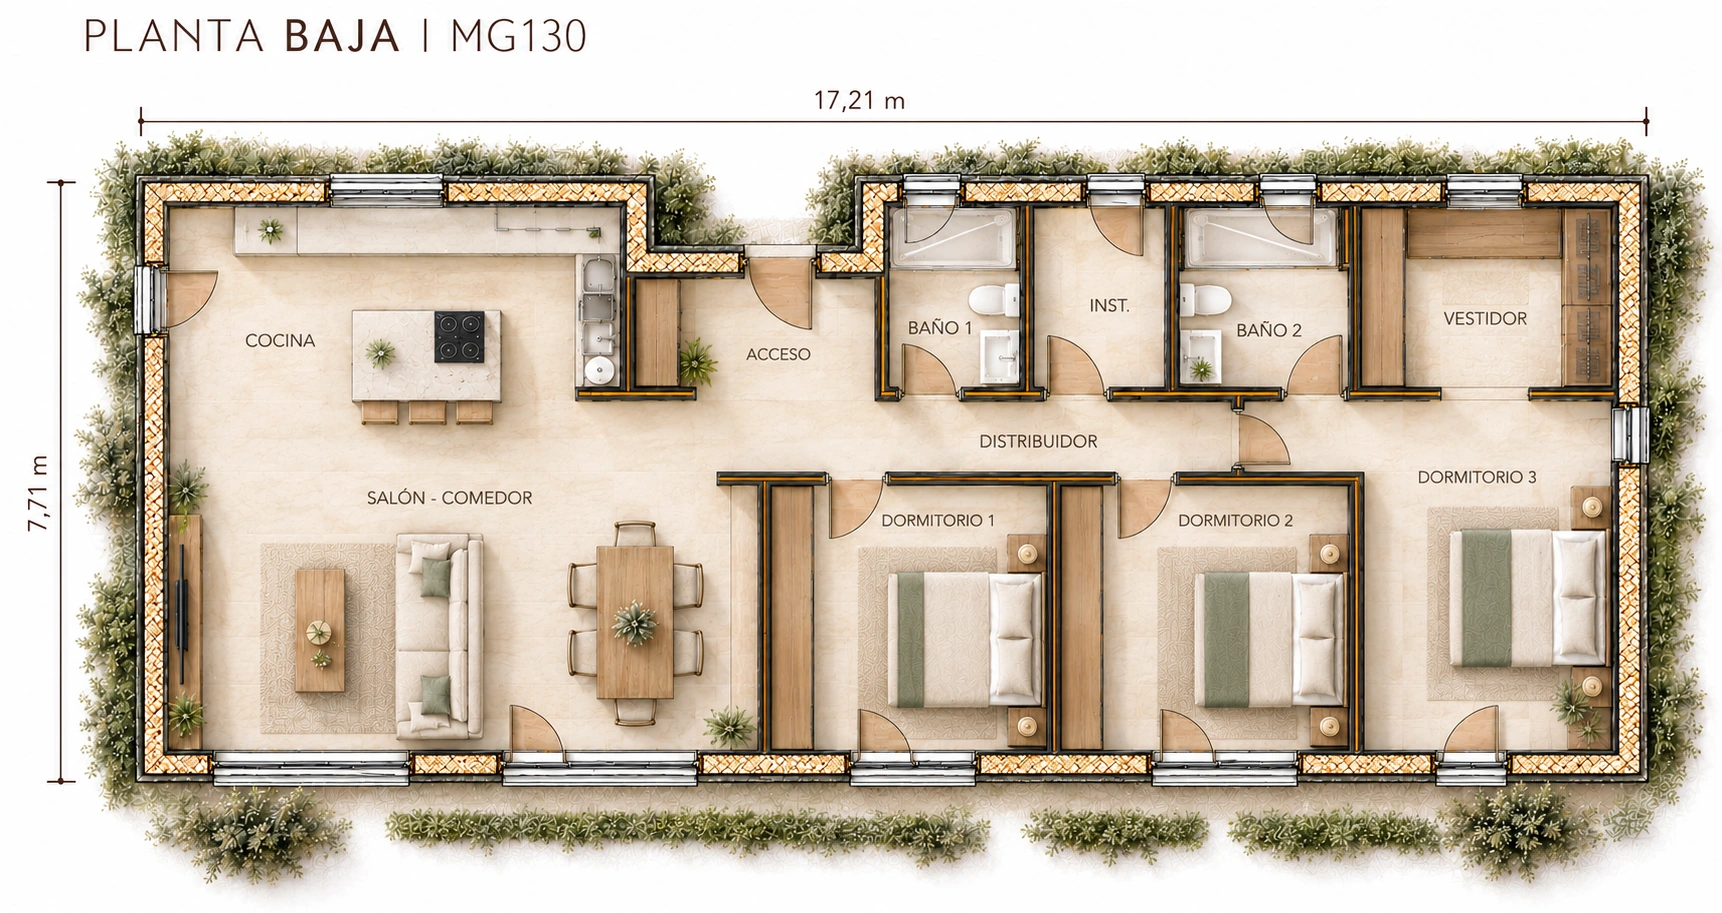 PLANTA BAJA | MG130
17,21 m
7,71 m
COCINA
ACCESO
BAÑO 1
INST.
BAÑO 2
VESTIDOR
DISTRIBUIDOR
SALÓN - COMEDOR
DORMITORIO 1
DORMITORIO 2
DORMITORIO 3